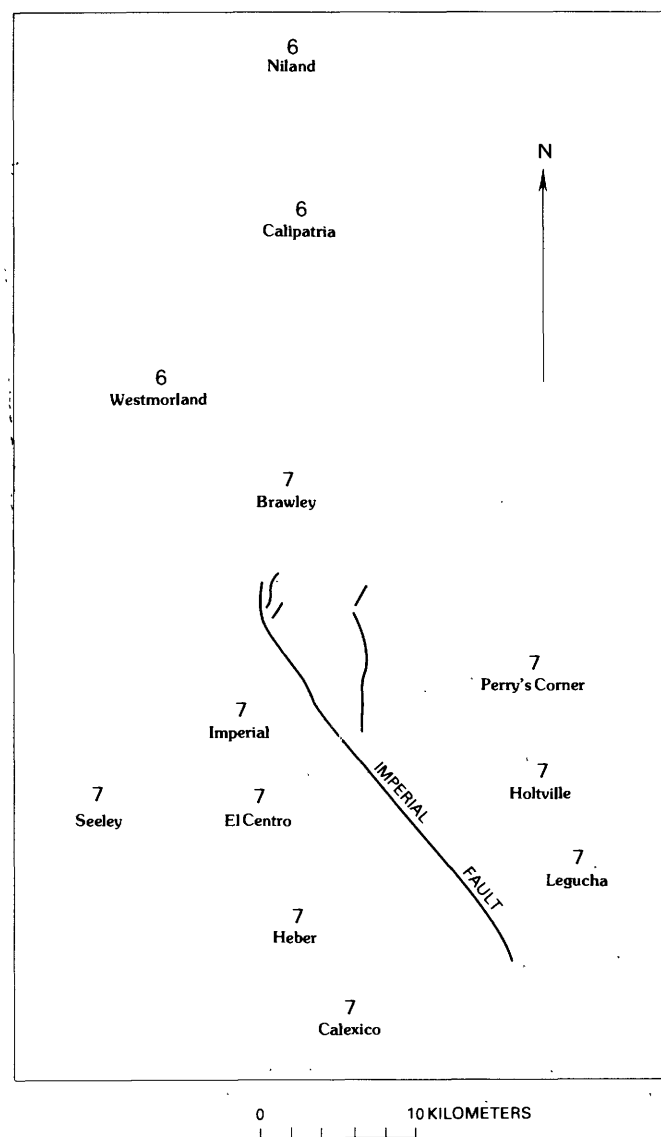 6
Niland
N
6
Calipatria
6
Westmorland
7
Brawley
7
Perry's Corner
7
Imperial
IMPERIAL FAULT
7
Holtville
7
Seeley
7
El Centro
7
Legucha
7
Heber
7
Calexico
0 10 KILOMETERS